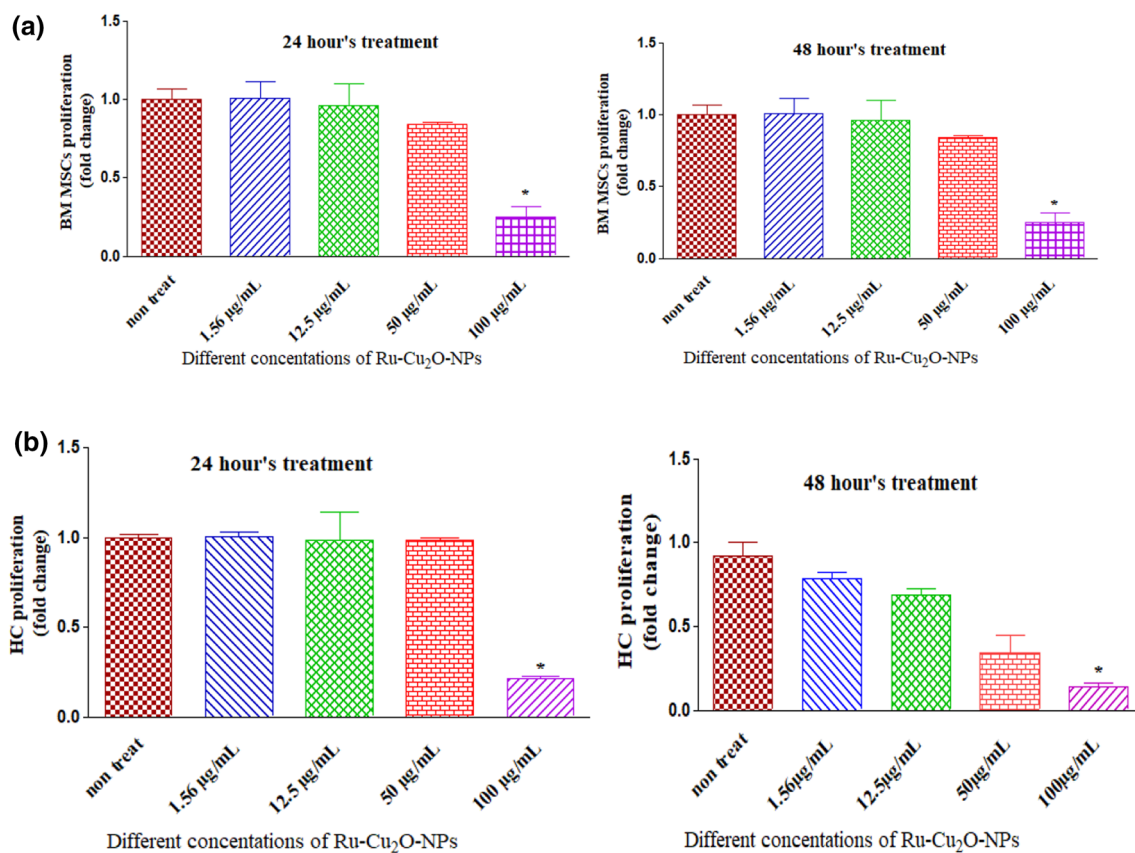 (a)
24 hour's treatment
BM MSCs proliferation
(fold change)
1.5
1.0
0.5
0.0
*
non treat
1.56 µg/mL
12.5 µg/mL
50 µg/mL
100 µg/mL
Different concentations of Ru-Cu₂O-NPs
48 hour's treatment
BM MSCs proliferation
(fold change)
1.5
1.0
0.5
0.0
*
non treat
1.56 µg/mL
12.5 µg/mL
50 µg/mL
100 µg/mL
Different concentations of Ru-Cu₂O-NPs
(b)
24 hour's treatment
HC proliferation
(fold change)
1.5
1.0
0.5
0.0
*
non treat
1.56 µg/mL
12.5 µg/mL
50 µg/mL
100 µg/mL
Different concentations of Ru-Cu₂O-NPs
48 hour's treatment
HC proliferation
(fold change)
1.5
1.0
0.5
0.0
*
non treat
1.56µg/mL
12.5µg/mL
50µg/mL
100µg/mL
Different concentations of Ru-Cu₂O-NPs